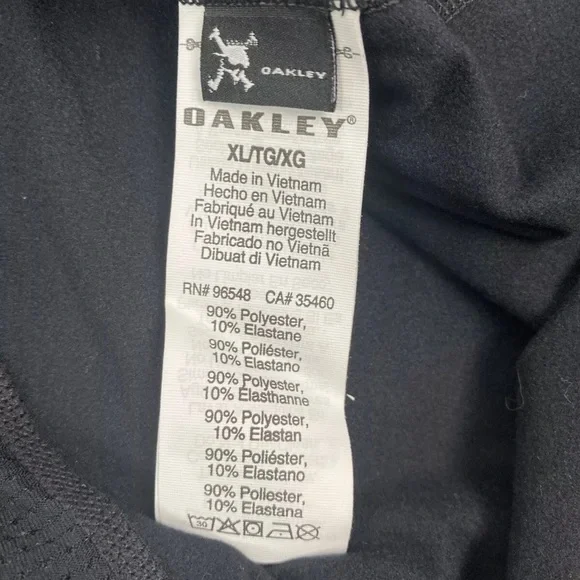 OAKLEY
OAKLEY®
XL/TG/XG
Made in Vietnam
Hecho en Vietnam
Fabriqué au Vietnam
In Vietnam hergestellt
Fabricado no Vietnã
Dibuat di Vietnam
RN# 96548 CA# 35460
90% Polyester,
10% Elastane
90% Poliéster,
10% Elastano
90% Polyester,
10% Elasthanne
90% Polyester,
10% Elastan
90% Poliéster,
10% Elastano
90% Poliester,
10% Elastana
30